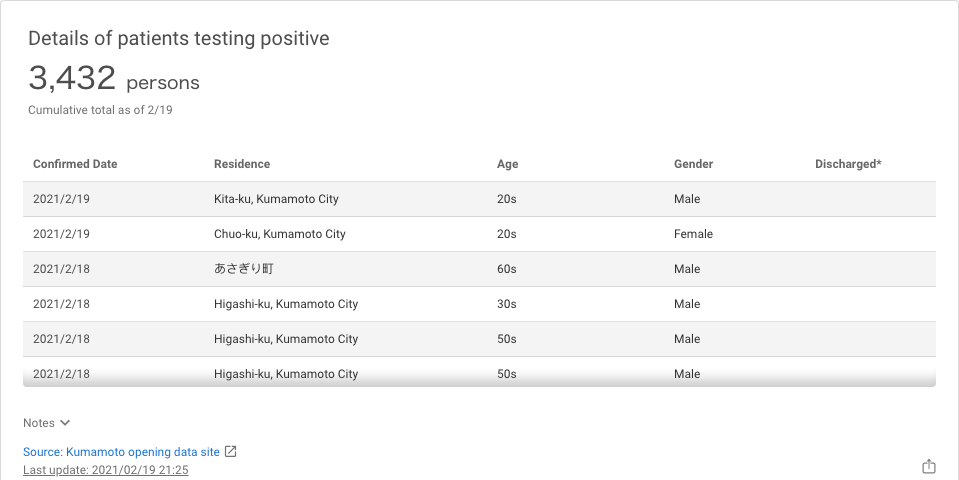 Details of patients testing positive
3,432 persons
Cumulative total as of 2/19
Confirmed Date Residence Age Gender Discharged*
2021/2/19 Kita-ku, Kumamoto City 20s Male
2021/2/19 Chuo-ku, Kumamoto City 20s Female
2021/2/18 あさぎり町 60s Male
2021/2/18 Higashi-ku, Kumamoto City 30s Male
2021/2/18 Higashi-ku, Kumamoto City 50s Male
2021/2/18 Higashi-ku, Kumamoto City 50s Male
Notes
Source: Kumamoto opening data site
Last update: 2021/02/19 21:25